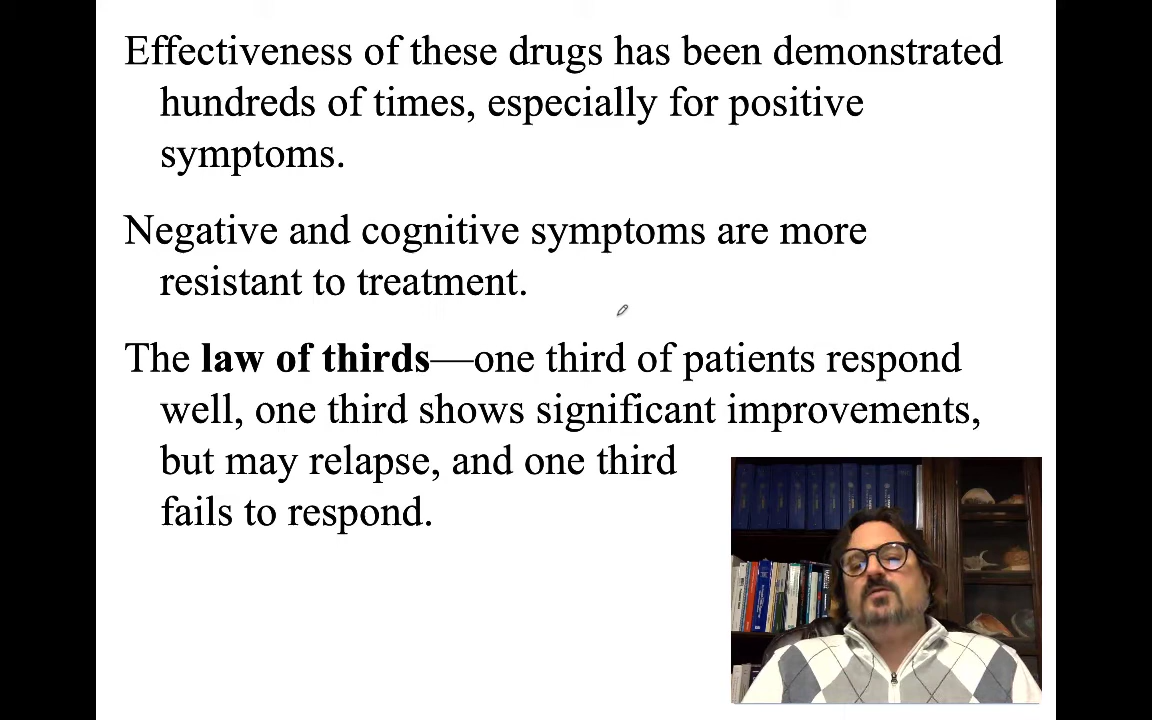 Effectiveness of these drugs has been demonstrated
hundreds of times, especially for positive
symptoms.
Negative and cognitive symptoms are more
resistant to treatment.
The law of thirds—one third of patients respond
well, one third shows significant improvements,
but may relapse, and one third
fails to respond.